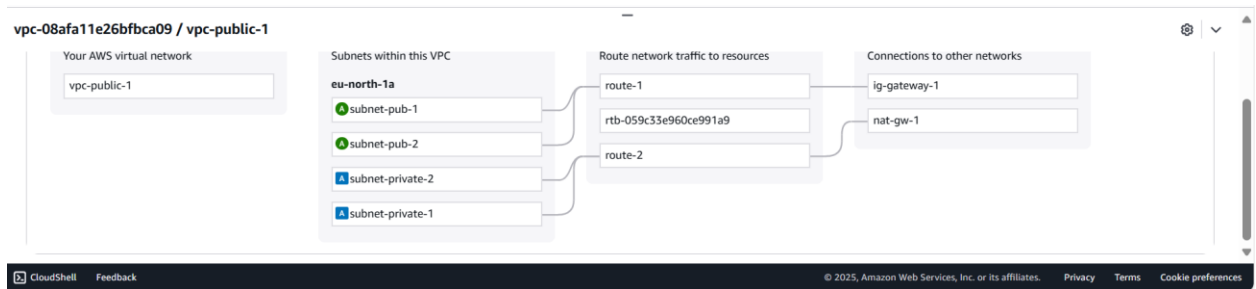 vpc-08afa11e26bfbca09 / vpc-public-1
Your AWS virtual network
vpc-public-1
Subnets within this VPC
eu-north-1a
A subnet-pub-1
A subnet-pub-2
A subnet-private-2
A subnet-private-1
Route network traffic to resources
route-1
rtb-059c33e960ce991a9
route-2
Connections to other networks
ig-gateway-1
nat-gw-1
CloudShell Feedback © 2025, Amazon Web Services, Inc. or its affiliates. Privacy Terms Cookie preferences